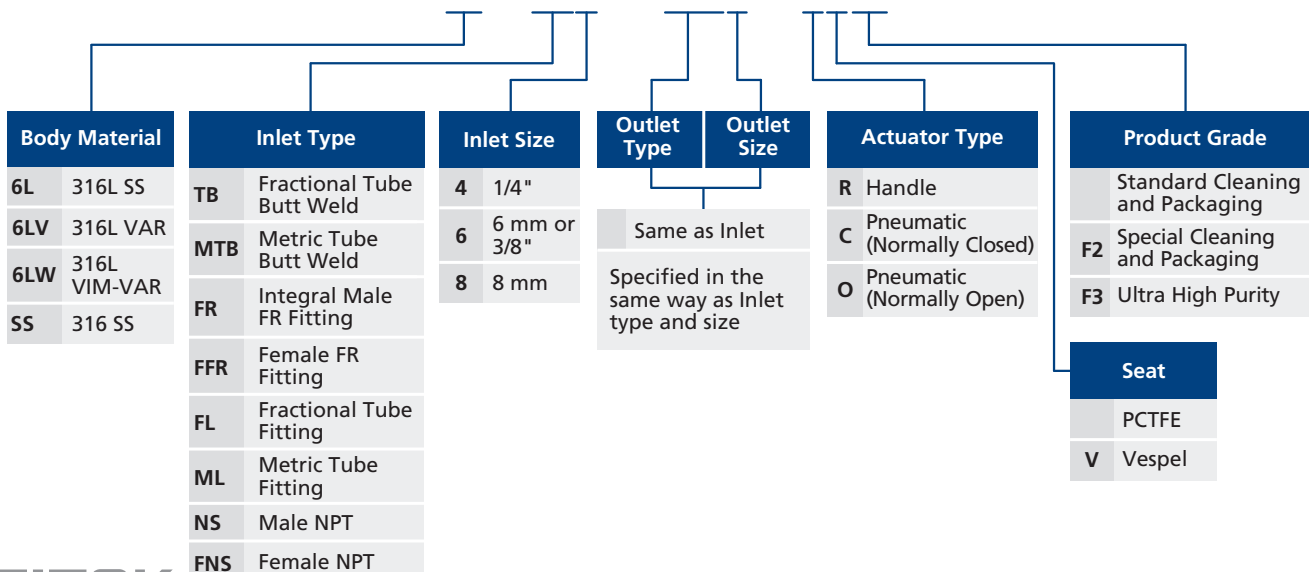 Body Material
6L 316L SS
6LV 316L VAR
6LW 316L
VIM-VAR
SS 316 SS
Inlet Type
TB Fractional Tube
Butt Weld
MTB Metric Tube
Butt Weld
FR Integral Male
FR Fitting
FFR Female FR
Fitting
FL Fractional Tube
Fitting
ML Metric Tube
Fitting
NS Male NPT
FNS Female NPT
Inlet Size
4 1/4"
6 6 mm or
3/8"
8 8 mm
Outlet
Type
Outlet
Size
Same as Inlet
Specified in the
same way as Inlet
type and size
Actuator Type
R Handle
C Pneumatic
(Normally Closed)
O Pneumatic
(Normally Open)
Product Grade
Standard Cleaning
and Packaging
F2 Special Cleaning
and Packaging
F3 Ultra High Purity
Seat
PCTFE
V Vespel